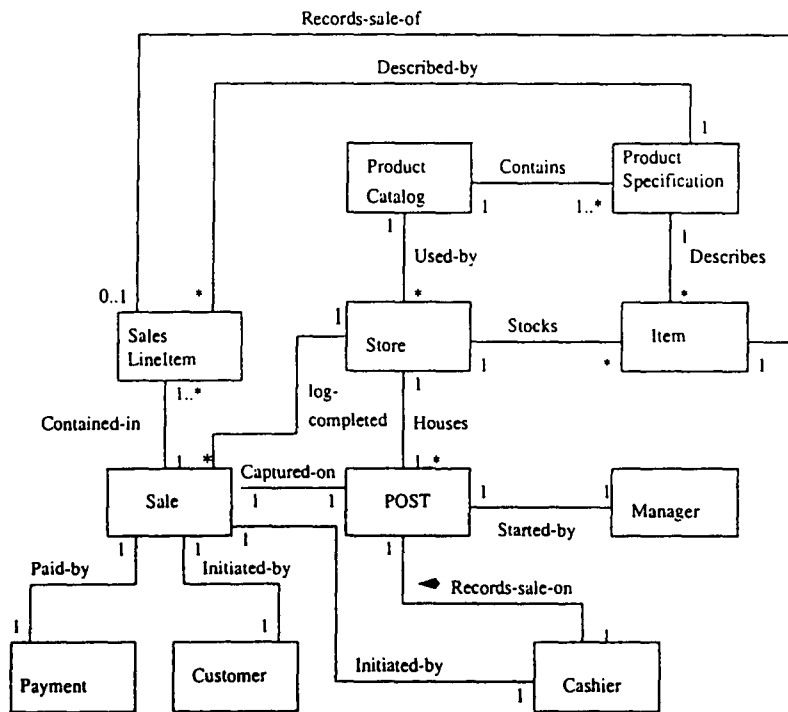 Records-sale-of
Described-by
1
Product
Catalog
Contains
Product
Specification
1
1..*
1
1
Used-by
Describes
0..1
*
1
*
*
Sales
LineItem
Store
Stocks
Item
1
*
1
1..*
1
log-
completed
Contained-in
Houses
1
*
1 *
Captured-on
Sale
1
1
POST
1
1
Manager
Started-by
1
1
1
1
Paid-by
Initiated-by
Records-sale-on
1
1
1
Payment
Customer
Initiated-by
1
Cashier